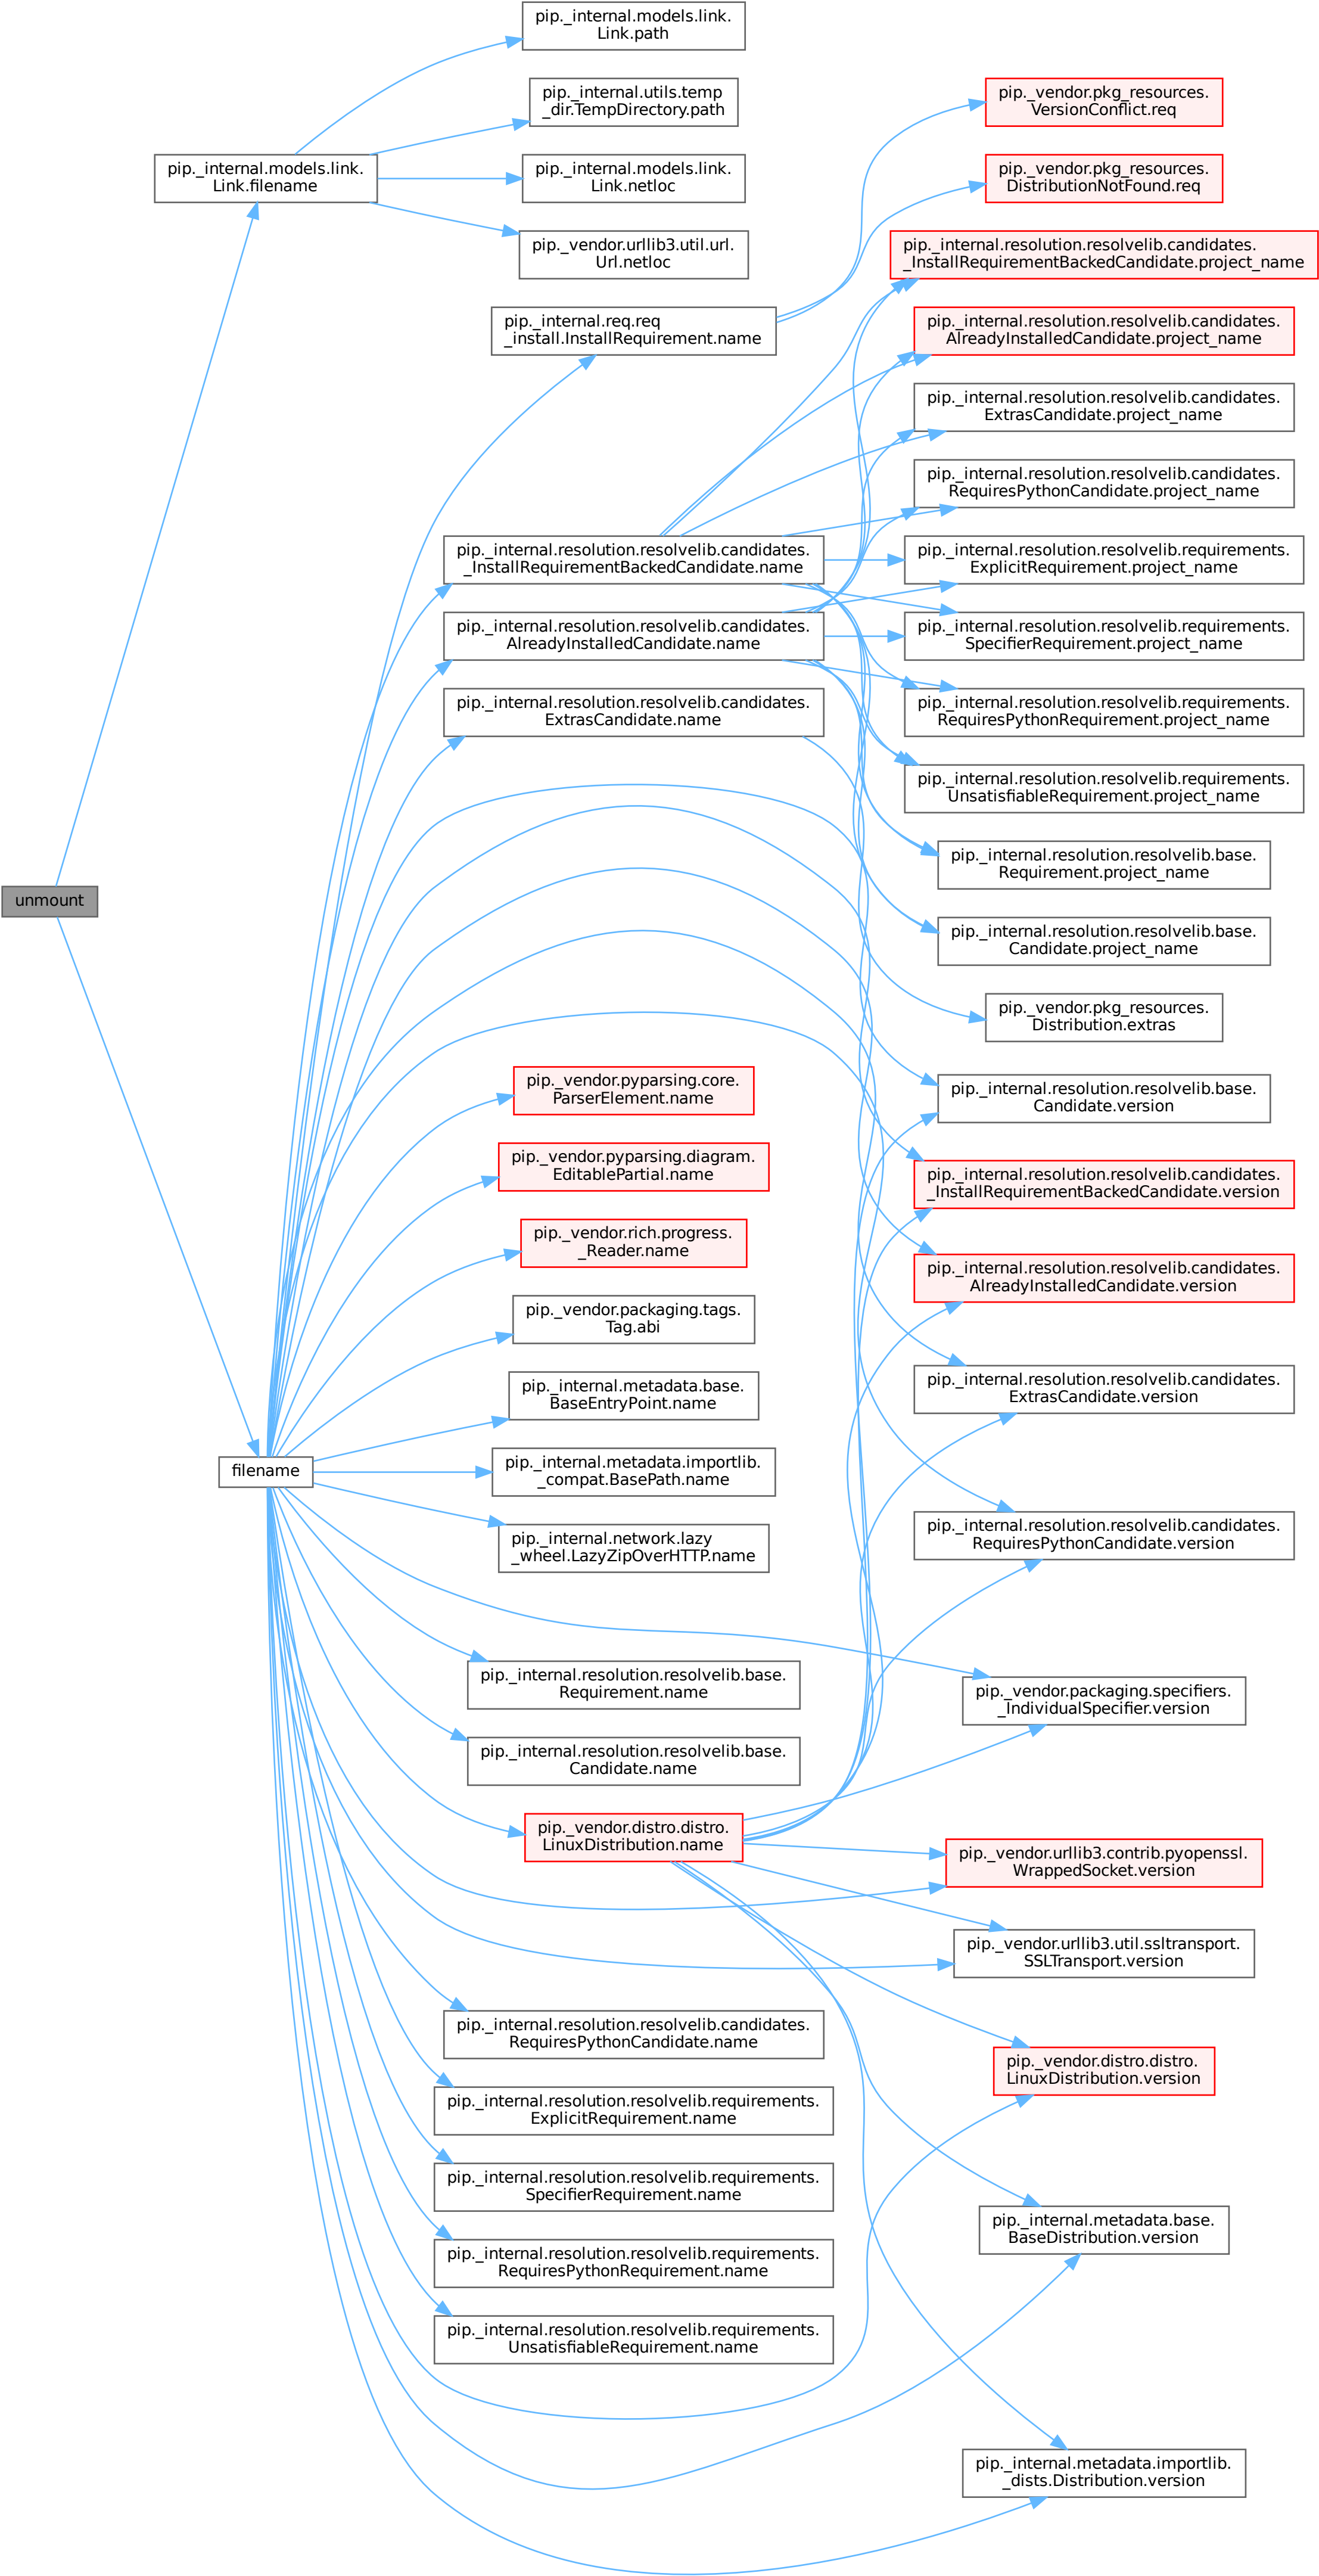 pip._internal.models.link.
Link.path
pip._internal.utils.temp
_dir.TempDirectory.path
pip._vendor.pkg_resources.
VersionConflict.req
pip._internal.models.link.
Link.filename
pip._internal.models.link.
Link.netloc
pip._vendor.pkg_resources.
DistributionNotFound.req
pip._vendor.urllib3.util.url.
Url.netloc
pip._internal.resolution.resolvelib.candidates.
_InstallRequirementBackedCandidate.project_name
pip._internal.req.req
_install.InstallRequirement.name
pip._internal.resolution.resolvelib.candidates.
AlreadyInstalledCandidate.project_name
pip._internal.resolution.resolvelib.candidates.
ExtrasCandidate.project_name
pip._internal.resolution.resolvelib.candidates.
RequiresPythonCandidate.project_name
pip._internal.resolution.resolvelib.candidates.
_InstallRequirementBackedCandidate.name
pip._internal.resolution.resolvelib.requirements.
ExplicitRequirement.project_name
pip._internal.resolution.resolvelib.candidates.
AlreadyInstalledCandidate.name
pip._internal.resolution.resolvelib.requirements.
SpecifierRequirement.project_name
pip._internal.resolution.resolvelib.candidates.
ExtrasCandidate.name
pip._internal.resolution.resolvelib.requirements.
RequiresPythonRequirement.project_name
pip._internal.resolution.resolvelib.requirements.
UnsatisfiableRequirement.project_name
pip._internal.resolution.resolvelib.base.
Requirement.project_name
unmount
pip._internal.resolution.resolvelib.base.
Candidate.project_name
pip._vendor.pkg_resources.
Distribution.extras
pip._vendor.pyparsing.core.
ParserElement.name
pip._internal.resolution.resolvelib.base.
Candidate.version
pip._vendor.pyparsing.diagram.
EditablePartial.name
pip._internal.resolution.resolvelib.candidates.
_InstallRequirementBackedCandidate.version
pip._vendor.rich.progress.
_Reader.name
pip._internal.resolution.resolvelib.candidates.
AlreadyInstalledCandidate.version
pip._vendor.packaging.tags.
Tag.abi
pip._internal.metadata.base.
BaseEntryPoint.name
pip._internal.resolution.resolvelib.candidates.
ExtrasCandidate.version
filename
pip._internal.metadata.importlib.
_compat.BasePath.name
pip._internal.network.lazy
_wheel.LazyZipOverHTTP.name
pip._internal.resolution.resolvelib.candidates.
RequiresPythonCandidate.version
pip._internal.resolution.resolvelib.base.
Requirement.name
pip._vendor.packaging.specifiers.
_IndividualSpecifier.version
pip._internal.resolution.resolvelib.base.
Candidate.name
pip._vendor.distro.distro.
LinuxDistribution.name
pip._vendor.urllib3.contrib.pyopenssl.
WrappedSocket.version
pip._vendor.urllib3.util.ssltransport.
SSLTransport.version
pip._internal.resolution.resolvelib.candidates.
RequiresPythonCandidate.name
pip._vendor.distro.distro.
LinuxDistribution.version
pip._internal.resolution.resolvelib.requirements.
ExplicitRequirement.name
pip._internal.resolution.resolvelib.requirements.
SpecifierRequirement.name
pip._internal.metadata.base.
BaseDistribution.version
pip._internal.resolution.resolvelib.requirements.
RequiresPythonRequirement.name
pip._internal.resolution.resolvelib.requirements.
UnsatisfiableRequirement.name
pip._internal.metadata.importlib.
_dists.Distribution.version